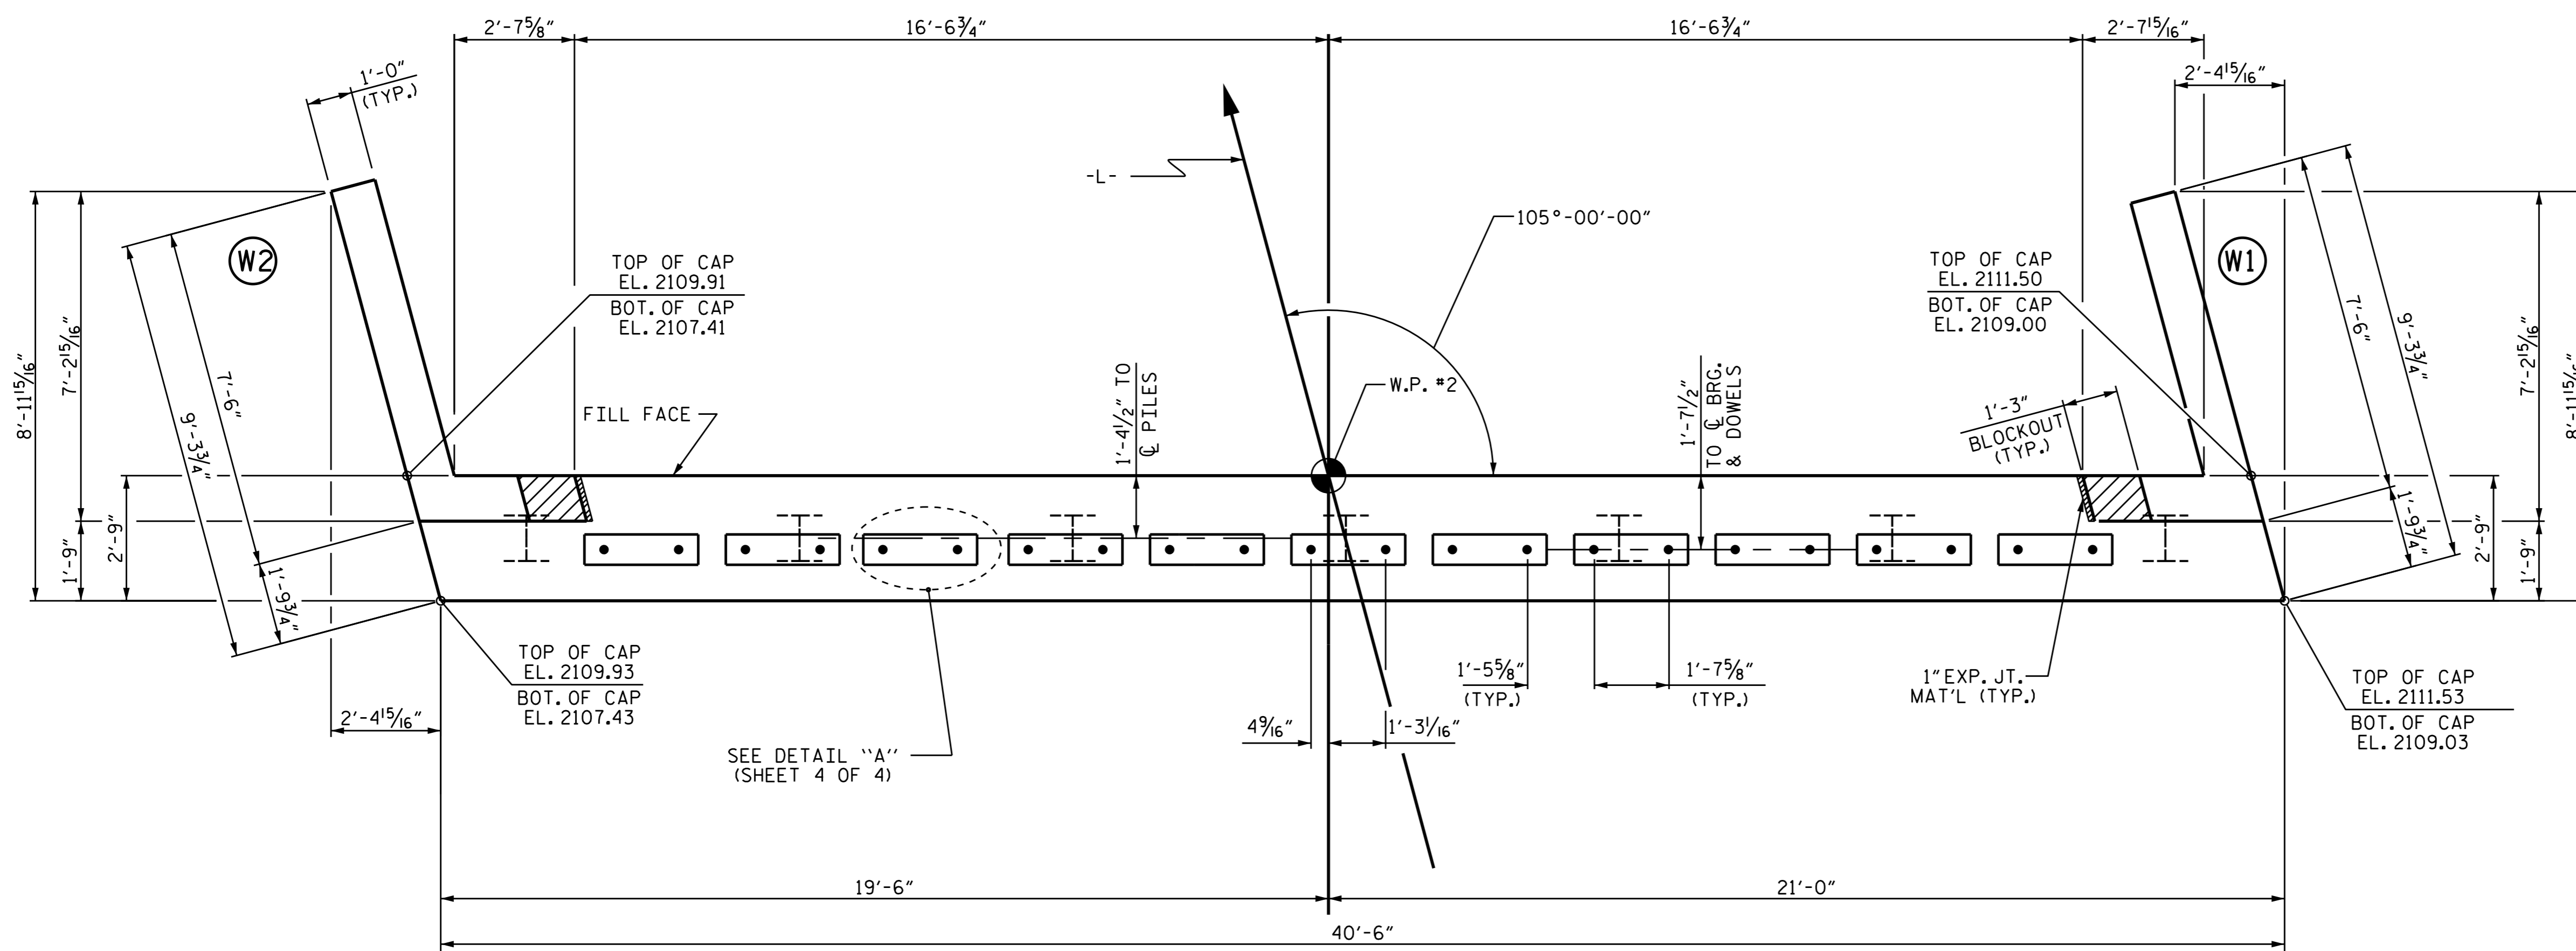 2'-7⅝"
16'-6¾"
16'-6¾"
2'-7¹⁵⁄₁₆"
1'-0"
(TYP.)
2'-4¹⁵⁄₁₆"
-L-
105°-00'-00"
W2
W1
TOP OF CAP
EL. 2109.91
BOT. OF CAP
EL. 2107.41
TOP OF CAP
EL. 2111.50
BOT. OF CAP
EL. 2109.00
8'-11¹⁵⁄₁₆"
7'-2¹⁵⁄₁₆"
7'-6"
9'-3¾"
FILL FACE
1'-4½" TO
℄ PILES
W.P. #2
1'-7½"
TO ℄ BRG.
& DOWELS
1'-3"
BLOCKOUT
(TYP.)
7'-6"
9'-3¾"
7'-2¹⁵⁄₁₆"
8'-11¹⁵⁄₁₆"
1'-9"
2'-9"
1'-9¾"
1'-9¾"
2'-9"
1'-9"
TOP OF CAP
EL. 2109.93
BOT. OF CAP
EL. 2107.43
2'-4¹⁵⁄₁₆"
SEE DETAIL "A"
(SHEET 4 OF 4)
4⁹⁄₁₆"
1'-3¹⁄₁₆"
1'-5⅝"
(TYP.)
1'-7⅝"
(TYP.)
1" EXP. JT.
MAT'L (TYP.)
TOP OF CAP
EL. 2111.53
BOT. OF CAP
EL. 2109.03
19'-6"
21'-0"
40'-6"